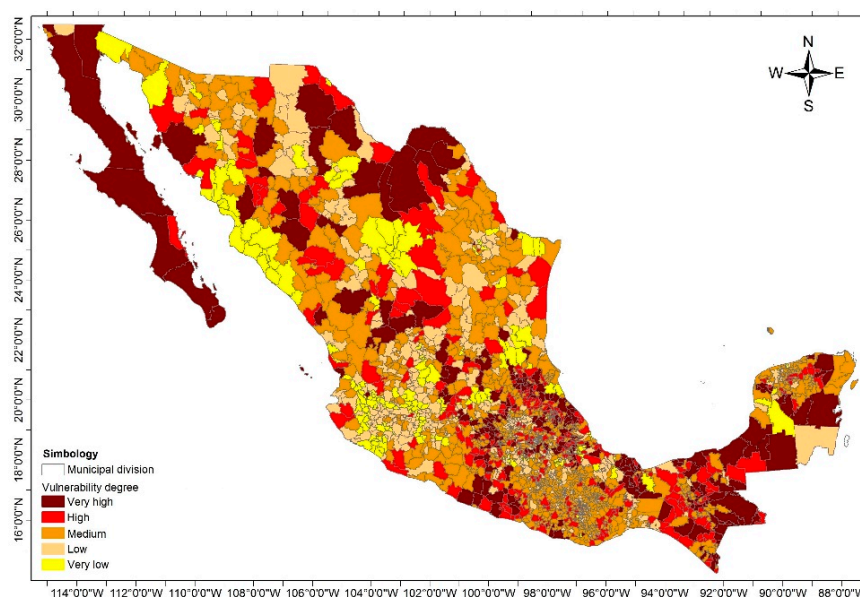 N
W E
S
32°0'0"N
30°0'0"N
28°0'0"N
26°0'0"N
24°0'0"N
22°0'0"N
20°0'0"N
18°0'0"N
16°0'0"N
Simbology
Municipal division
Vulnerability degree
Very high
High
Medium
Low
Very low
114°0'0"W 112°0'0"W 110°0'0"W 108°0'0"W 106°0'0"W 104°0'0"W 102°0'0"W 100°0'0"W 98°0'0"W 96°0'0"W 94°0'0"W 92°0'0"W 90°0'0"W 88°0'0"W